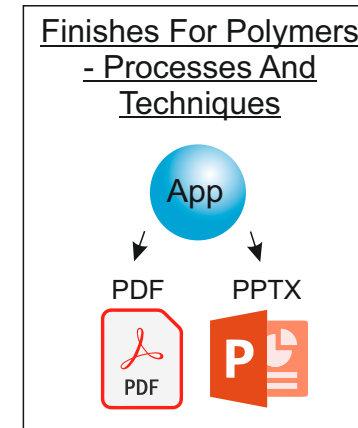 Finishes For Polymers
- Processes And
Techniques
App
PDF PPTX
PDF P